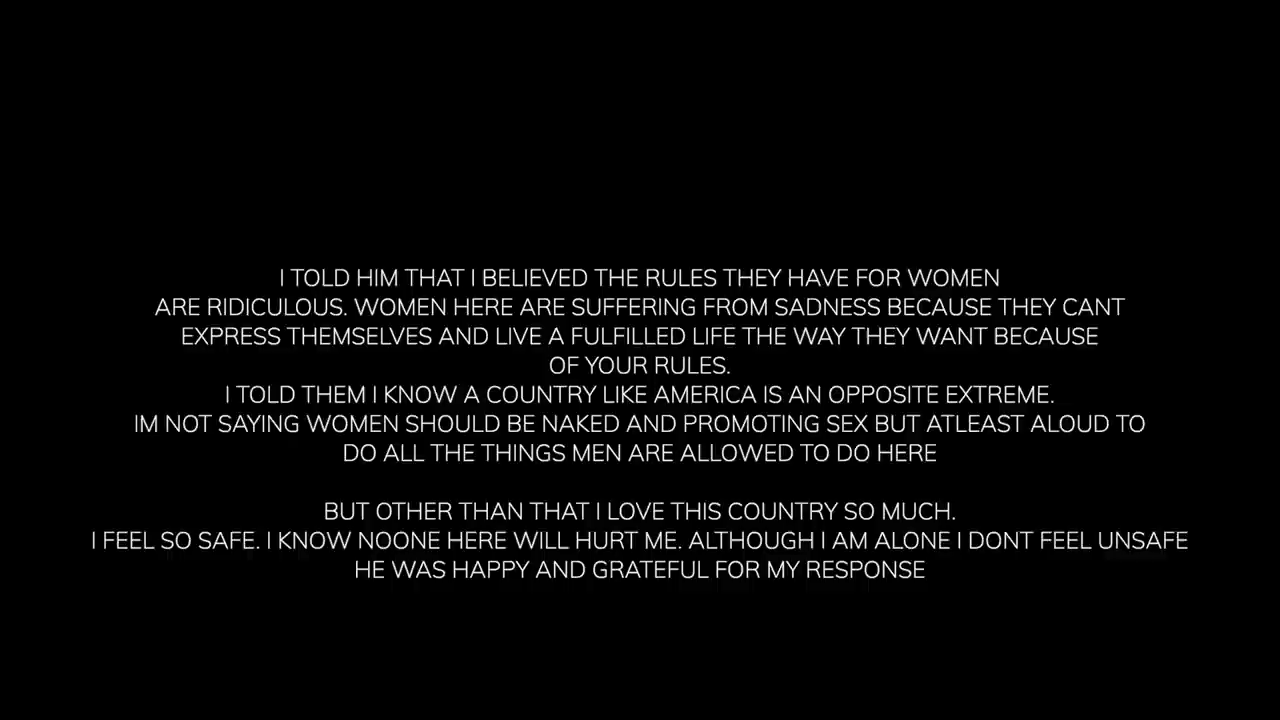 I TOLD HIM THAT I BELIEVED THE RULES THEY HAVE FOR WOMEN
ARE RIDICULOUS. WOMEN HERE ARE SUFFERING FROM SADNESS BECAUSE THEY CANT
EXPRESS THEMSELVES AND LIVE A FULFILLED LIFE THE WAY THEY WANT BECAUSE
OF YOUR RULES.
I TOLD THEM I KNOW A COUNTRY LIKE AMERICA IS AN OPPOSITE EXTREME.
IM NOT SAYING WOMEN SHOULD BE NAKED AND PROMOTING SEX BUT ATLEAST ALOUD TO
DO ALL THE THINGS MEN ARE ALLOWED TO DO HERE
BUT OTHER THAN THAT I LOVE THIS COUNTRY SO MUCH.
I FEEL SO SAFE. I KNOW NOONE HERE WILL HURT ME. ALTHOUGH I AM ALONE I DONT FEEL UNSAFE
HE WAS HAPPY AND GRATEFUL FOR MY RESPONSE